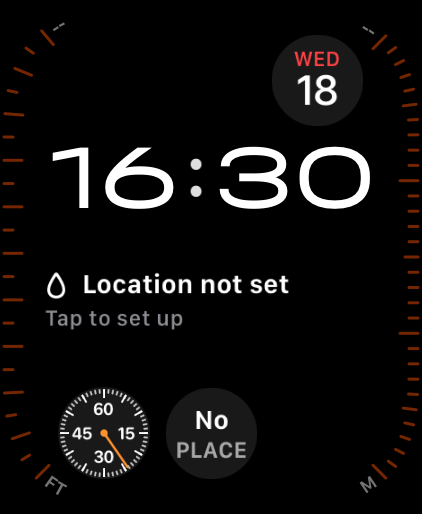 --
--
WED
18
16:30
Location not set
Tap to set up
60
45
15
30
No
PLACE
FT
M